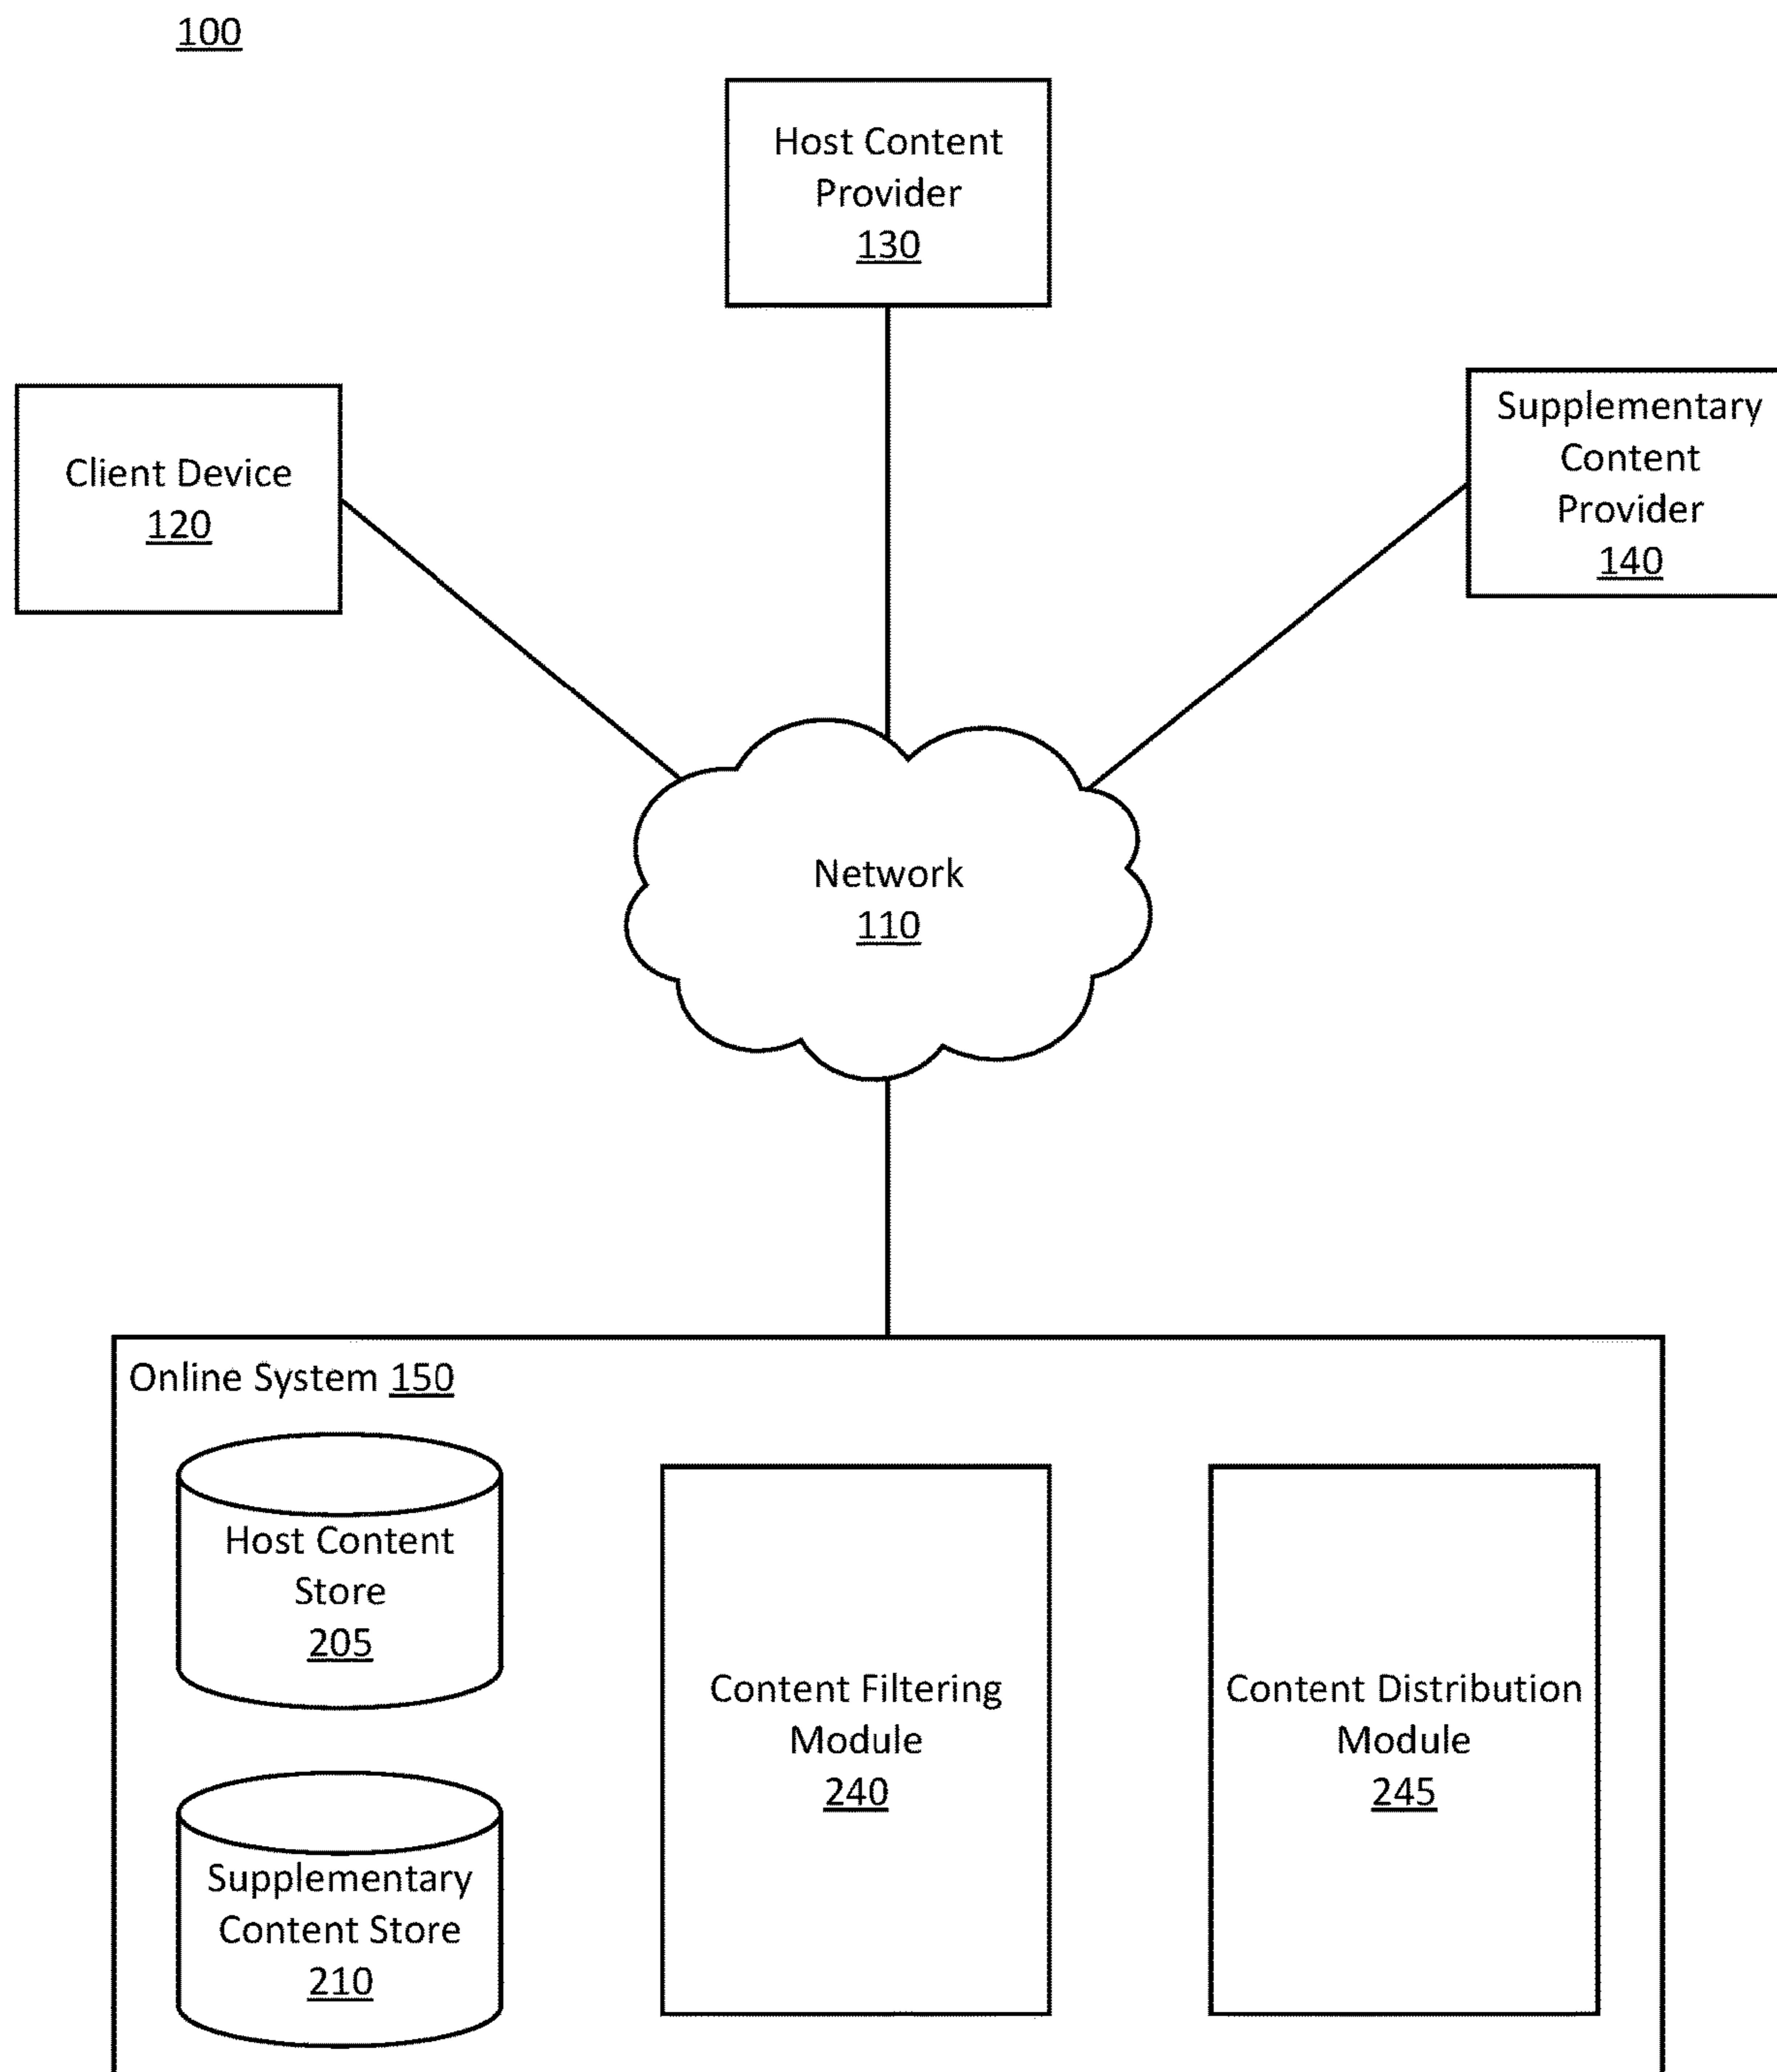 100
Host Content
Provider
130
Supplementary
Content
Provider
140
Client Device
120
Network
110
Online System 150
Host Content
Store
205
Supplementary
Content Store
210
Content Filtering
Module
240
Content Distribution
Module
245